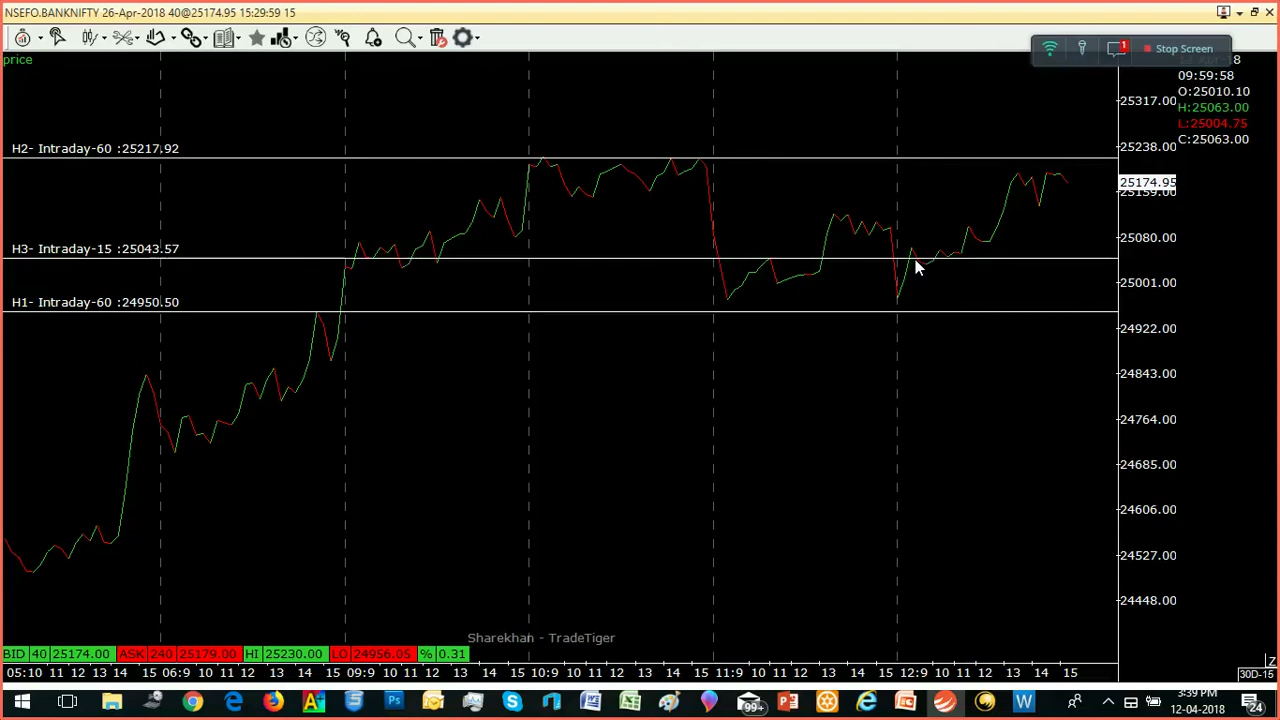 NSEFO.BANKNIFTY 26-Apr-2018 40@25174.95 15:29:59 15
1
Stop Screen
price
09:59:58
O:25010.10
H:25063.00
L:25004.75
C:25063.00
25317.00
H2- Intraday-60 :25217.92
25238.00
25174.95
25159.00
25080.00
H3- Intraday-15 :25043.57
25001.00
H1- Intraday-60 :24950.50
24922.00
24843.00
24764.00
24685.00
24606.00
24527.00
24448.00
Sharekhan - TradeTiger
BID 40 25174.00 ASK 240 25179.00 HI 25230.00 LO 24956.05 % 0.31
05:10 11 12 13 14 15 06:9 11 12 13 14 15 09:9 11 12 13 14 15 10:9 11 12 13 14 15 11:9 10 11 12 13 14 15 12:9 10 11 12 13 14 15
Z
30D-15
99+
W
3:39 PM
12-04-2018
24